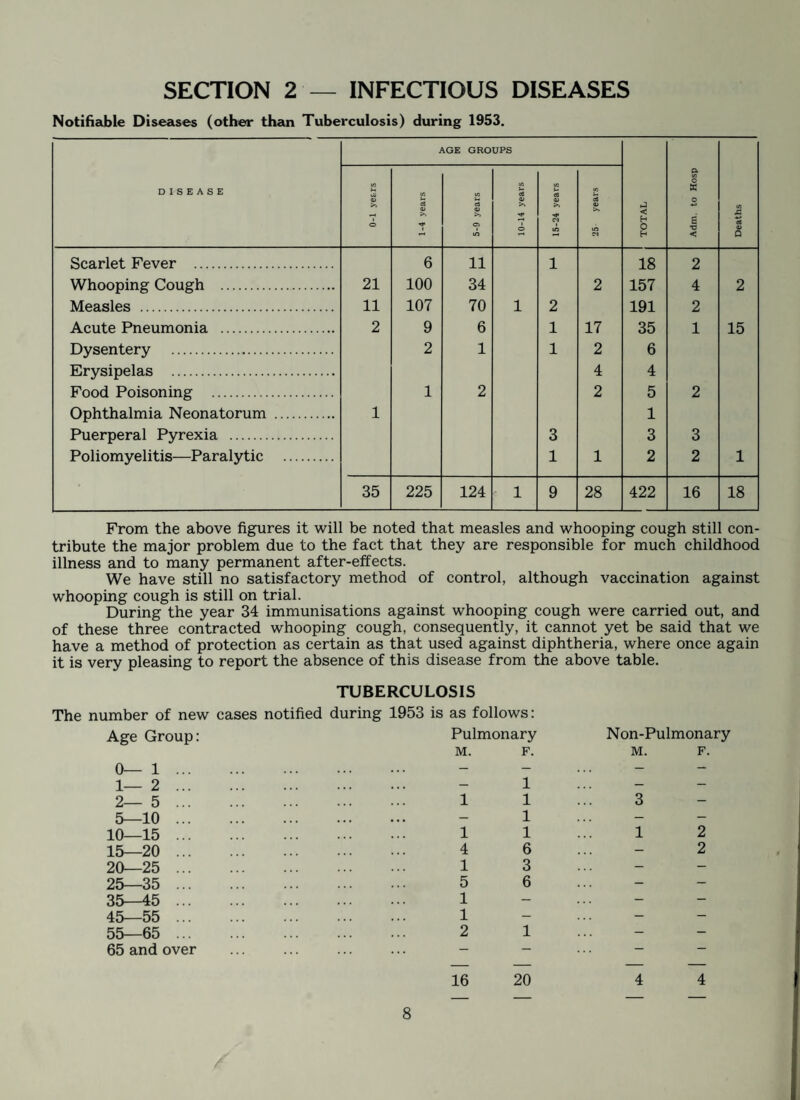 SECTION 2 — INFECTIOUS DISEASES
Notifiable Diseases (other than Tuberculosis) during 1953.
DISEASE AGE GROUPS TOTAL Adm. to Hosp Deaths
0-1 years 1-4 years 5-9 years 10-14 years 15-24 years 25 years
Scarlet Fever ........................ 6 11 1 18 2
Whooping Cough .................... 21 100 34 2 157 4 2
Measles .................................. 11 107 70 1 2 191 2
Acute Pneumonia .................... 2 9 6 1 17 35 1 15
Dysentery ............................ 2 1 1 2 6
Erysipelas ............................ 4 4
Food Poisoning ...................... 1 2 2 5 2
Ophthalmia Neonatorum ........... 1 1
Puerperal Pyrexia ................... 3 3 3
Poliomyelitis—Paralytic .......... 1 1 2 2 1
35 225 124 1 9 28 422 16 18
From the above figures it will be noted that measles and whooping cough still con-
tribute the major problem due to the fact that they are responsible for much childhood
illness and to many permanent after-effects.
We have still no satisfactory method of control, although vaccination against
whooping cough is still on trial.
During the year 34 immunisations against whooping cough were carried out, and
of these three contracted whooping cough, consequently, it cannot yet be said that we
have a method of protection as certain as that used against diphtheria, where once again
it is very pleasing to report the absence of this disease from the above table.
TUBERCULOSIS
The number of new cases notified during 1953 is as follows:
Age Group: Pulmonary Non-Pulmonary
M. F. M. F.
0— 1 ... ... ... ... ... – – ... – –
1— 2 ... ... ... ... ... – 1 ... – –
2— 5 ... ... ... ... ... 1 1 ... 3 –
5—10 ... ... ... ... ... – 1 ... – –
10—15 ... ... ... ... ... 1 1 ... 1 2
15—20 ... ... ... ... ... 4 6 ... – 2
20—25 ... ... ... ... ... 1 3 ... – –
25—35 ... ... ... ... ... 5 6 ... – –
35—45 ... ... ... ... ... 1 – ... – –
45—55 ... ... ... ... ... 1 – ... – –
55—65 ... ... ... ... ... 2 1 ... – –
65 and over ... ... ... ... – – ... – –
16 20 4 4
8